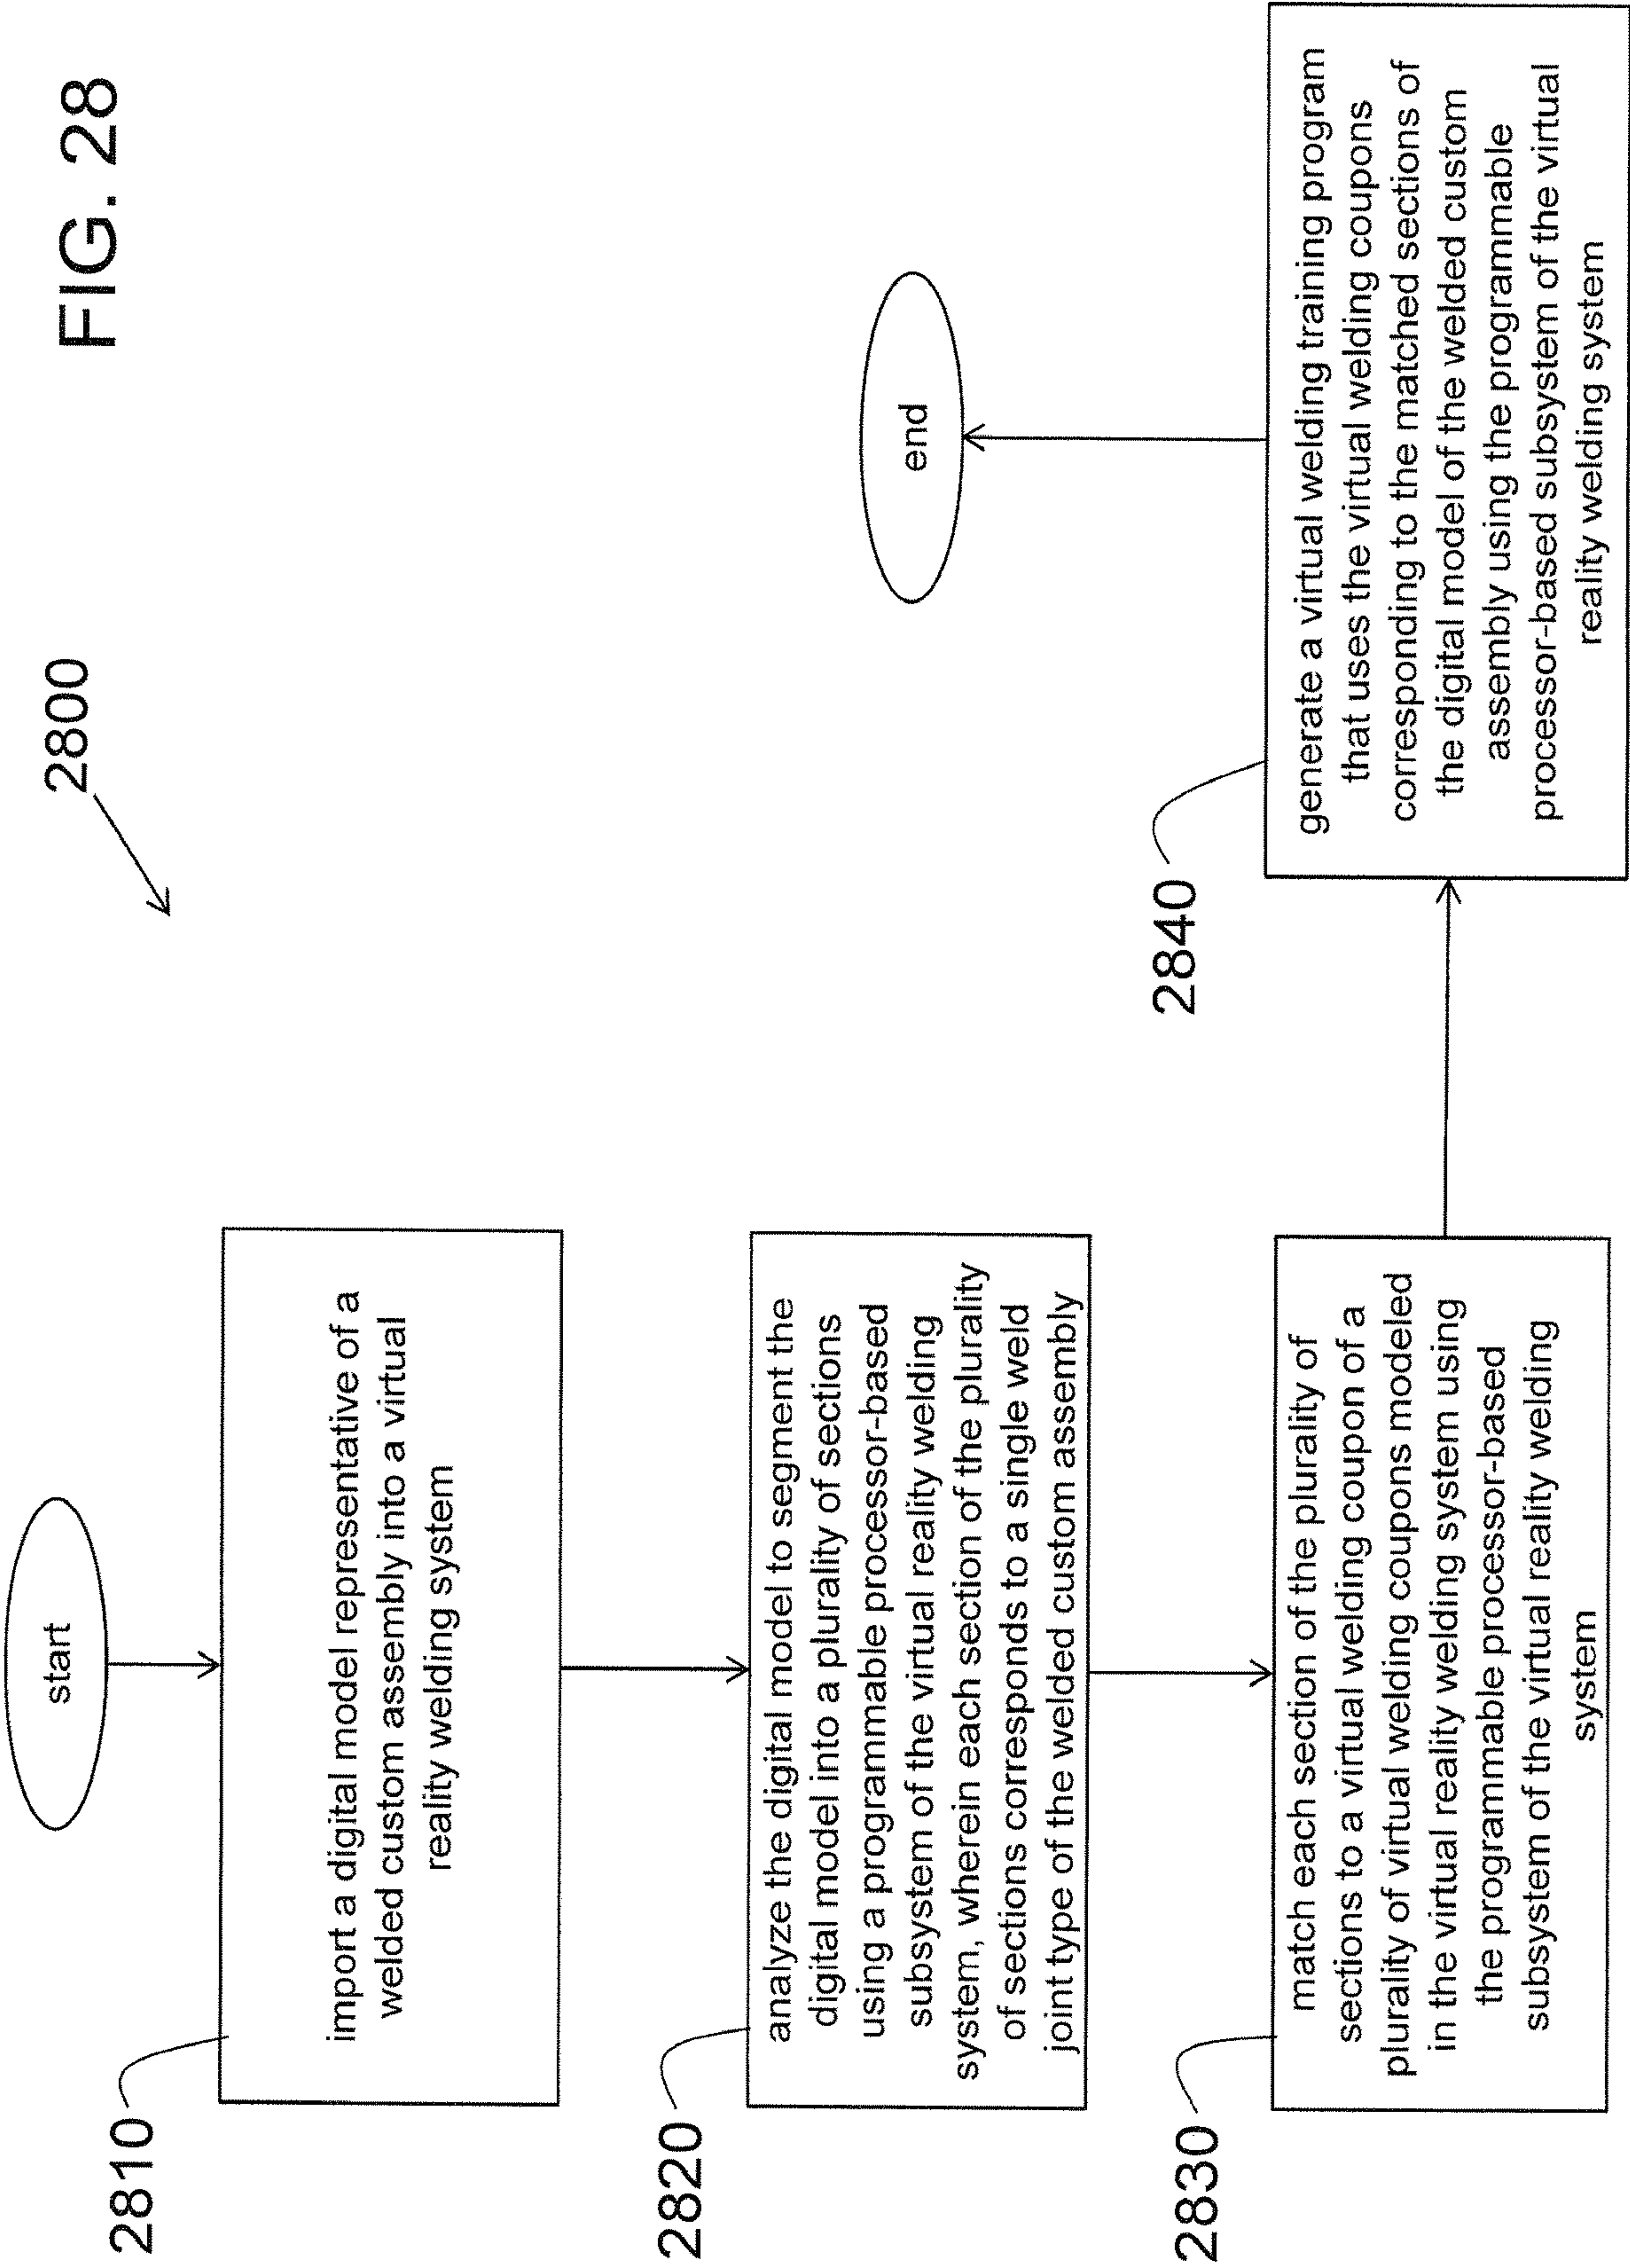 FIG. 28
2800
start
2810
import a digital model representative of a
welded custom assembly into a virtual
reality welding system
2820
analyze the digital model to segment the
digital model into a plurality of sections
using a programmable processor-based
subsystem of the virtual reality welding
system, wherein each section of the plurality
of sections corresponds to a single weld
joint type of the welded custom assembly
2830
match each section of the plurality of
sections to a virtual welding coupon of a
plurality of virtual welding coupons modeled
in the virtual reality welding system using
the programmable processor-based
subsystem of the virtual reality welding
system
2840
generate a virtual welding training program
that uses the virtual welding coupons
corresponding to the matched sections of
the digital model of the welded custom
assembly using the programmable
processor-based subsystem of the virtual
reality welding system
end